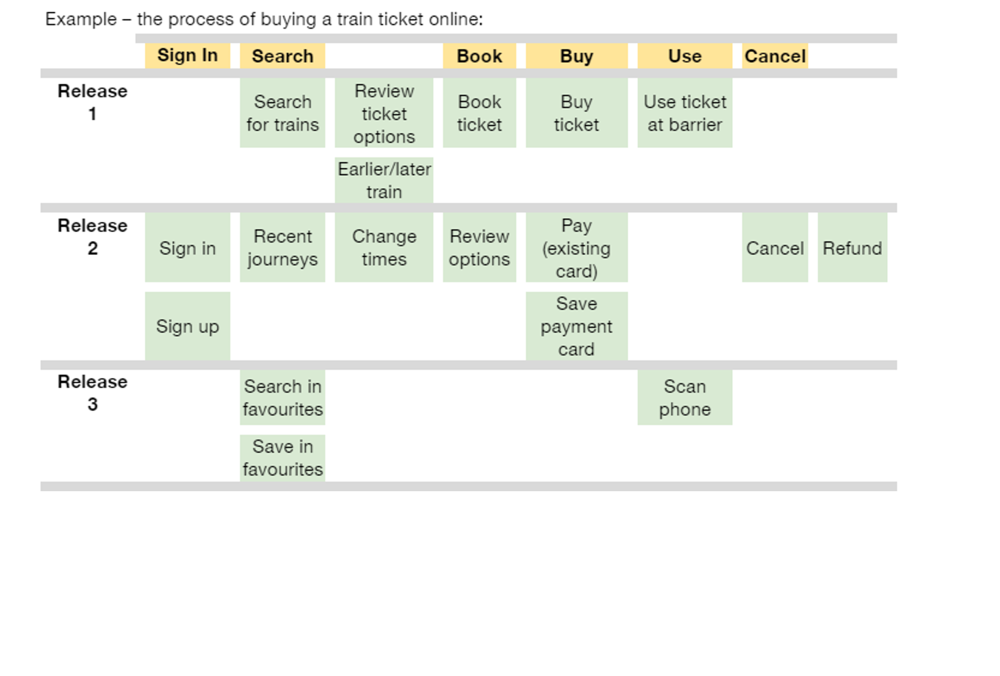 Example – the process of buying a train ticket online:
Sign In
Search
Book
Buy
Use
Cancel
Release
1
Search
for trains
Review
ticket
options
Book
ticket
Buy
ticket
Use ticket
at barrier
Earlier/later
train
Release
2
Sign in
Recent
journeys
Change
times
Review
options
Pay
(existing
card)
Cancel
Refund
Sign up
Save
payment
card
Release
3
Search in
favourites
Scan
phone
Save in
favourites